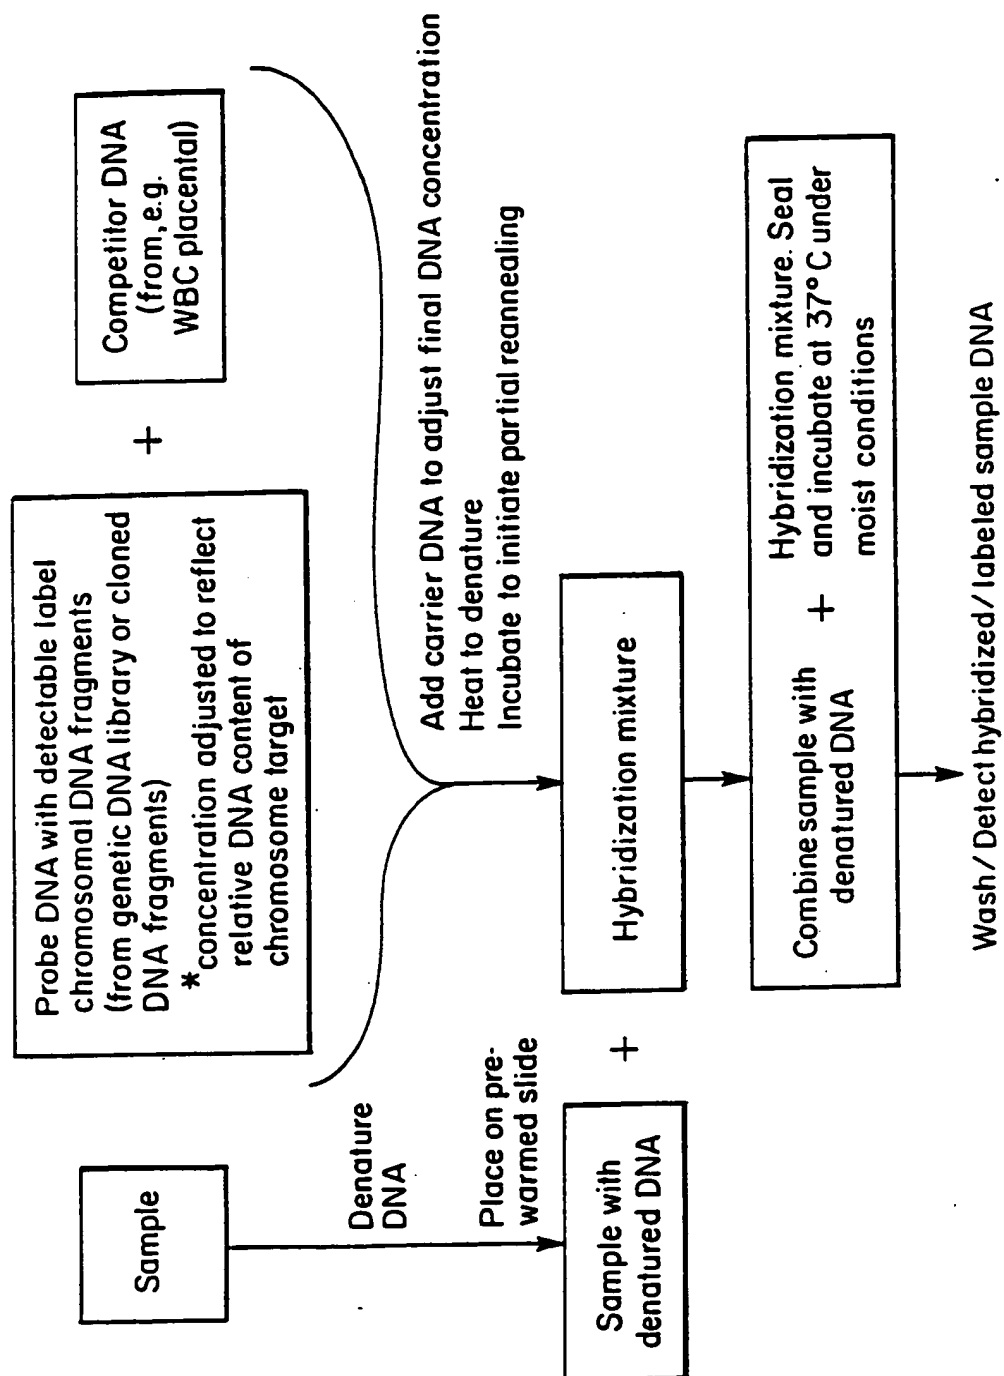 Sample
Denature
DNA
Place on pre-
warmed slide
Sample with
denatured DNA
+
Probe DNA with detectable label
chromosomal DNA fragments
(from genetic DNA library or cloned
DNA fragments)
*concentration adjusted to reflect
relative DNA content of
chromosome target
+
Competitor DNA
(from, e.g.
WBC placental)
Add carrier DNA to adjust final DNA concentration
Heat to denature
Incubate to initiate partial reannealing
Hybridization mixture
Combine sample with
denatured DNA
+
Hybridization mixture. Seal
and incubate at 37°C under
moist conditions
Wash/Detect hybridized/labeled sample DNA